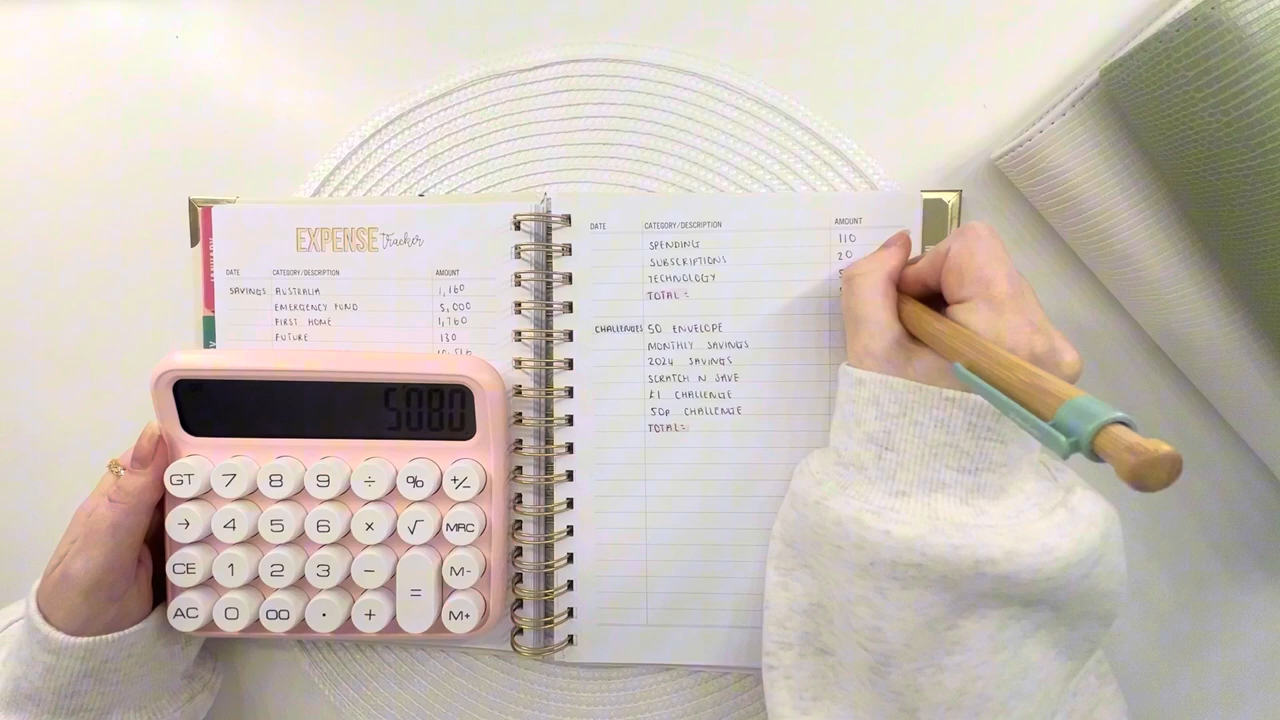 EXPENSE tracker
DATE CATEGORY/DESCRIPTION AMOUNT
SAVINGS AUSTRALIA 1,160
EMERGENCY FUND 5,000
FIRST HOME 1,760
FUTURE 130
DATE CATEGORY/DESCRIPTION AMOUNT
SPENDING 110
SUBSCRIPTIONS 20
TECHNOLOGY
TOTAL =
CHALLENGES 50 ENVELOPE
MONTHLY SAVINGS
2024 SAVINGS
SCRATCH N SAVE
£1 CHALLENGE
50p CHALLENGE
TOTAL =
5080
GT 7 8 9 ÷ % +/-
→ 4 5 6 × √ MRC
CE 1 2 3 − M-
AC 0 00 · + = M+